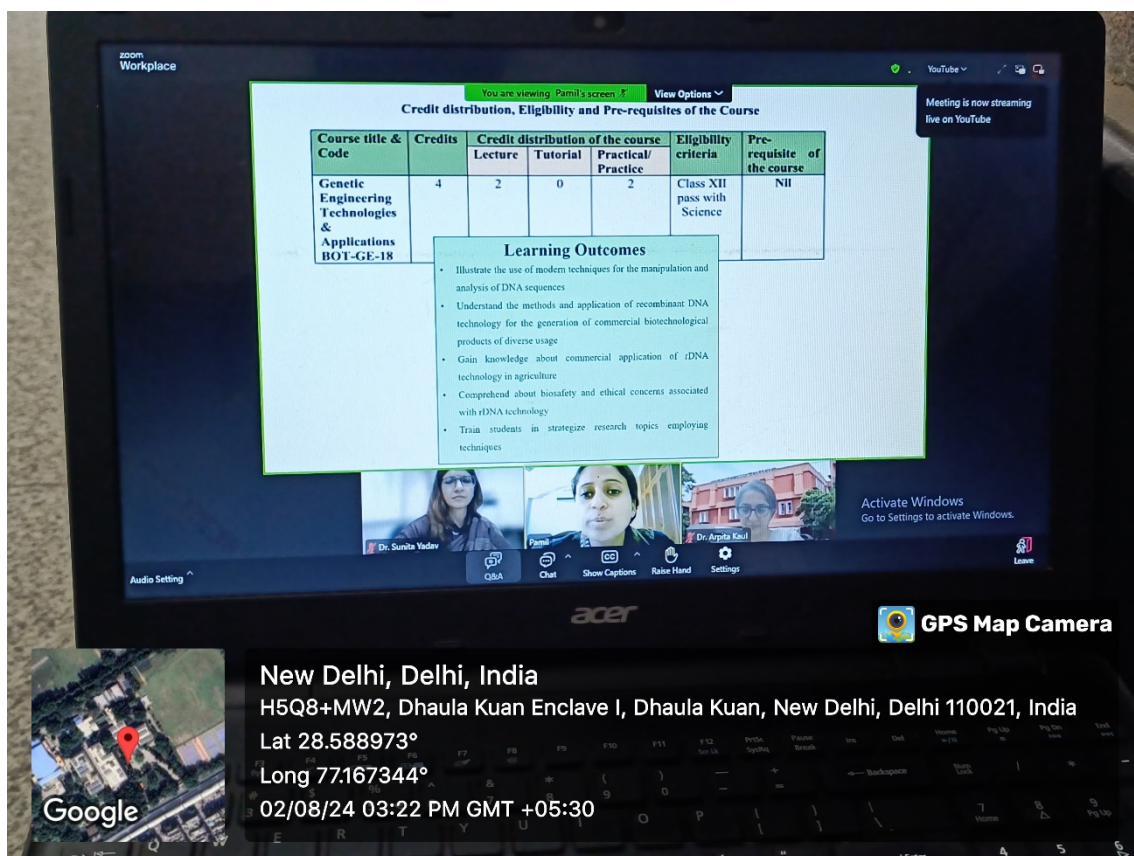 zoom
Workplace
YouTube
You are viewing Pamil's screen
View Options
Meeting is now streaming
live on YouTube
Credit distribution, Eligibility and Pre-requisites of the Course
Course title &
Code
Credits
Credit distribution of the course
Lecture
Tutorial
Practical/
Practice
Eligibility
criteria
Pre-
requisite of
the course
Genetic
Engineering
Technologies
&
Applications
BOT-GE-18
4
2
0
2
Class XII
pass with
Science
Nil
Learning Outcomes
• Illustrate the use of modern techniques for the manipulation and
analysis of DNA sequences
• Understand the methods and application of recombinant DNA
technology for the generation of commercial biotechnological
products of diverse usage
• Gain knowledge about commercial application of rDNA
technology in agriculture
• Comprehend about biosafety and ethical concerns associated
with rDNA technology
• Train students in strategize research topics employing
techniques
Dr. Sunita Yadav
Pamil
Dr. Arpita Kaul
Activate Windows
Go to Settings to activate Windows.
Audio Setting
Q&A
Chat
CC
Show Captions
Raise Hand
Settings
Leave
acer
GPS Map Camera
New Delhi, Delhi, India
H5Q8+MW2, Dhaula Kuan Enclave I, Dhaula Kuan, New Delhi, Delhi 110021, India
Lat 28.588973°
Long 77.167344°
02/08/24 03:22 PM GMT +05:30
Google